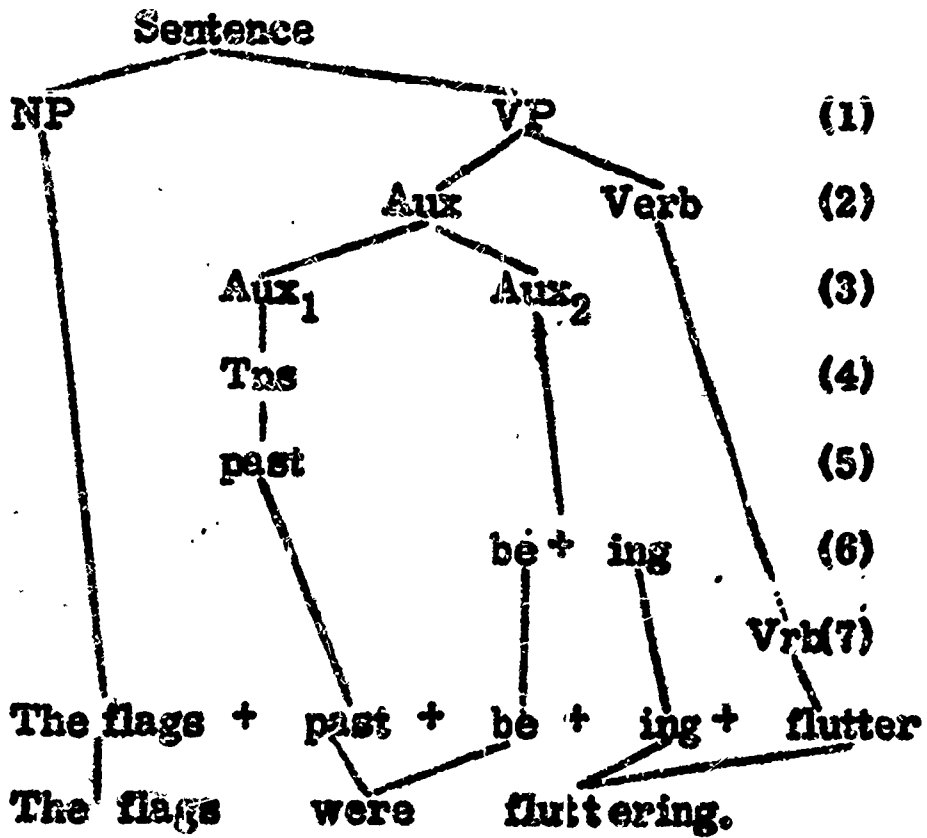 Sentence
NP VP (1)
Aux Verb (2)
Aux₁ Aux₂ (3)
Tns (4)
past (5)
be + ing (6)
Vrb(7)
The flags + past + be + ing + flutter
The flags were fluttering.